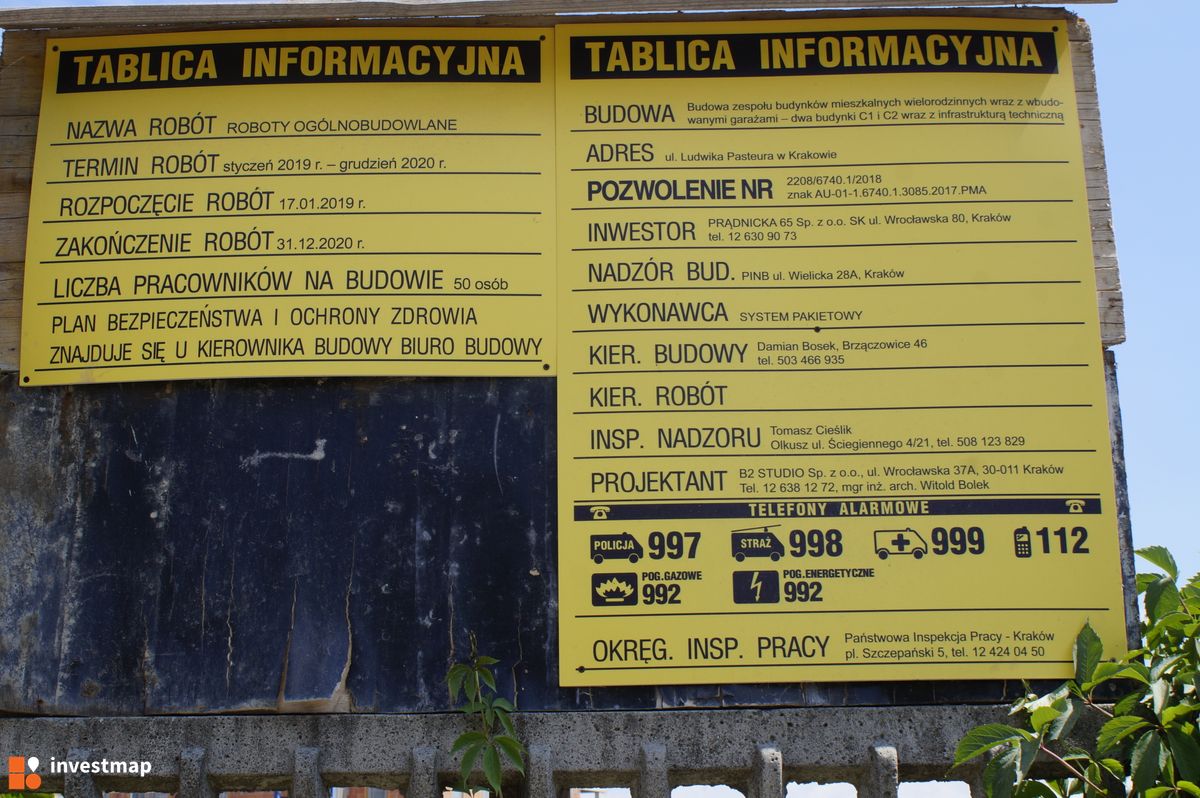 TABLICA INFORMACYJNA
NAZWA ROBÓT ROBOTY OGÓLNOBUDOWLANE
TERMIN ROBÓT styczeń 2019 r. – grudzień 2020 r.
ROZPOCZĘCIE ROBÓT 17.01.2019 r.
ZAKOŃCZENIE ROBÓT 31.12.2020 r.
LICZBA PRACOWNIKÓW NA BUDOWIE 50 osób
PLAN BEZPIECZEŃSTWA I OCHRONY ZDROWIA
ZNAJDUJE SIĘ U KIEROWNIKA BUDOWY BIURO BUDOWY
TABLICA INFORMACYJNA
BUDOWA Budowa zespołu budynków mieszkalnych wielorodzinnych wraz z wbudo-
wanymi garażami – dwa budynki C1 i C2 wraz z infrastrukturą techniczną
ADRES ul. Ludwika Pasteura w Krakowie
POZWOLENIE NR 2208/6740.1/2018
znak AU-01-1.6740.1.3085.2017.PMA
INWESTOR PRĄDNICKA 65 Sp. z o.o. SK ul. Wrocławska 80, Kraków
tel. 12 630 90 73
NADZÓR BUD. PINB ul. Wielicka 28A, Kraków
WYKONAWCA SYSTEM PAKIETOWY
KIER. BUDOWY Damian Bosek, Brzączowice 46
tel. 503 466 935
KIER. ROBÓT
INSP. NADZORU Tomasz Cieślik
Olkusz ul. Ściegiennego 4/21, tel. 508 123 829
PROJEKTANT B2 STUDIO Sp. z o.o., ul. Wrocławska 37A, 30-011 Kraków
Tel. 12 638 12 72, mgr inż. arch. Witold Bolek
TELEFONY ALARMOWE
POLICJA 997 STRAŻ 998 999 112
POG.GAZOWE 992 POG.ENERGETYCZNE 992
OKRĘG. INSP. PRACY Państwowa Inspekcja Pracy - Kraków
pl. Szczepański 5, tel. 12 424 04 50
investmap